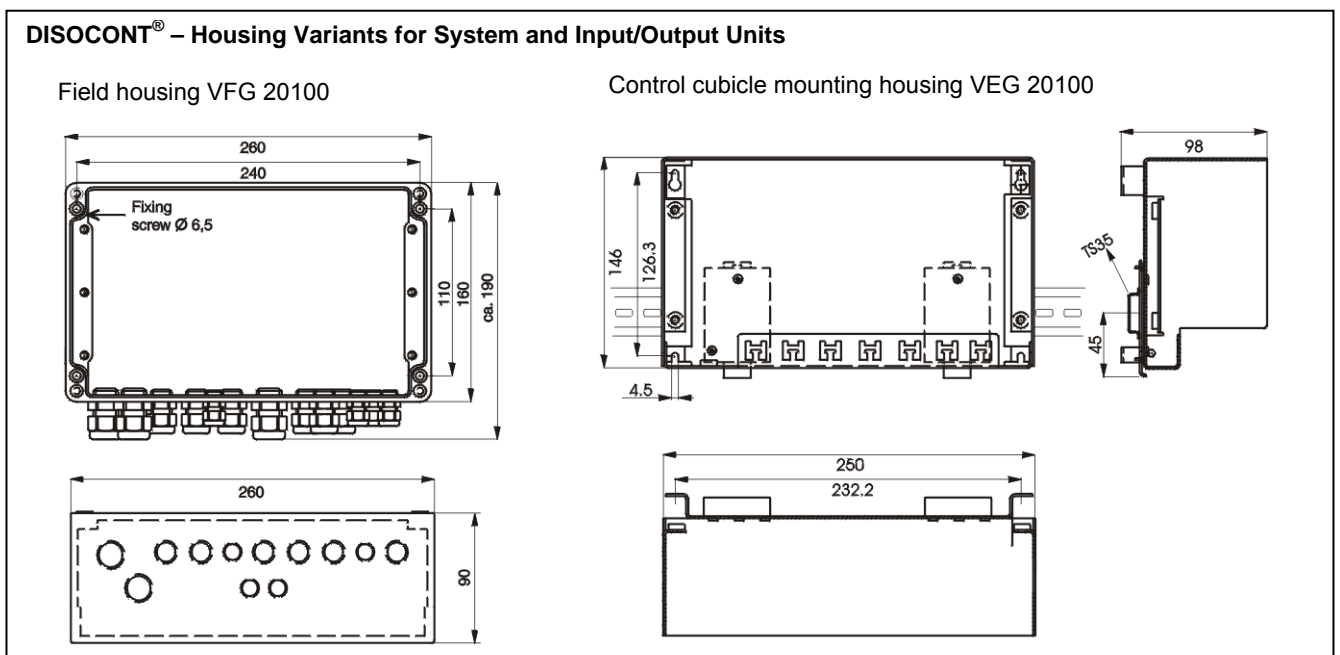 DISOCONT® – Housing Variants for System and Input/Output Units
Field housing VFG 20100
260
240
Fixing
screw Ø 6,5
110
160
ca. 190
260
90
Control cubicle mounting housing VEG 20100
146
126.3
4.5
98
TS35
45
250
232.2